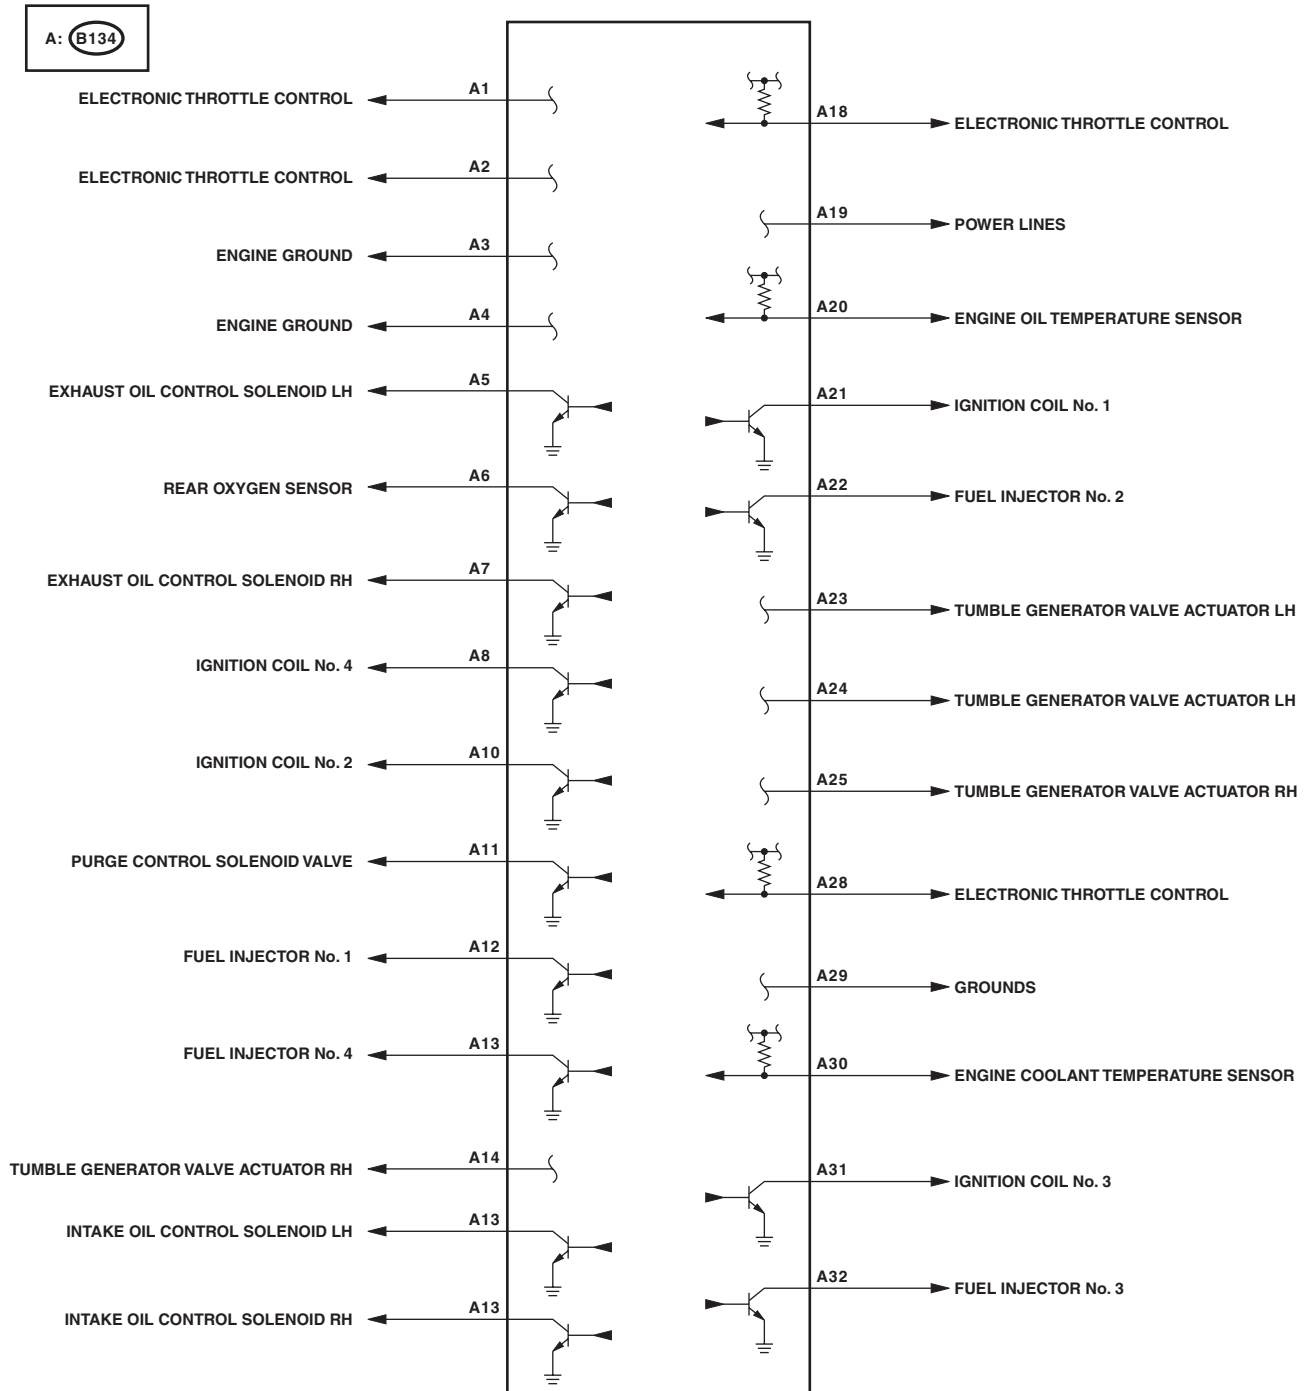 A: B134
A1
ELECTRONIC THROTTLE CONTROL
A2
ELECTRONIC THROTTLE CONTROL
A3
ENGINE GROUND
A4
ENGINE GROUND
A5
EXHAUST OIL CONTROL SOLENOID LH
A6
REAR OXYGEN SENSOR
A7
EXHAUST OIL CONTROL SOLENOID RH
A8
IGNITION COIL No. 4
A10
IGNITION COIL No. 2
A11
PURGE CONTROL SOLENOID VALVE
A12
FUEL INJECTOR No. 1
A13
FUEL INJECTOR No. 4
A14
TUMBLE GENERATOR VALVE ACTUATOR RH
A13
INTAKE OIL CONTROL SOLENOID LH
A13
INTAKE OIL CONTROL SOLENOID RH
A18
ELECTRONIC THROTTLE CONTROL
A19
POWER LINES
A20
ENGINE OIL TEMPERATURE SENSOR
A21
IGNITION COIL No. 1
A22
FUEL INJECTOR No. 2
A23
TUMBLE GENERATOR VALVE ACTUATOR LH
A24
TUMBLE GENERATOR VALVE ACTUATOR LH
A25
TUMBLE GENERATOR VALVE ACTUATOR RH
A28
ELECTRONIC THROTTLE CONTROL
A29
GROUNDS
A30
ENGINE COOLANT TEMPERATURE SENSOR
A31
IGNITION COIL No. 3
A32
FUEL INJECTOR No. 3